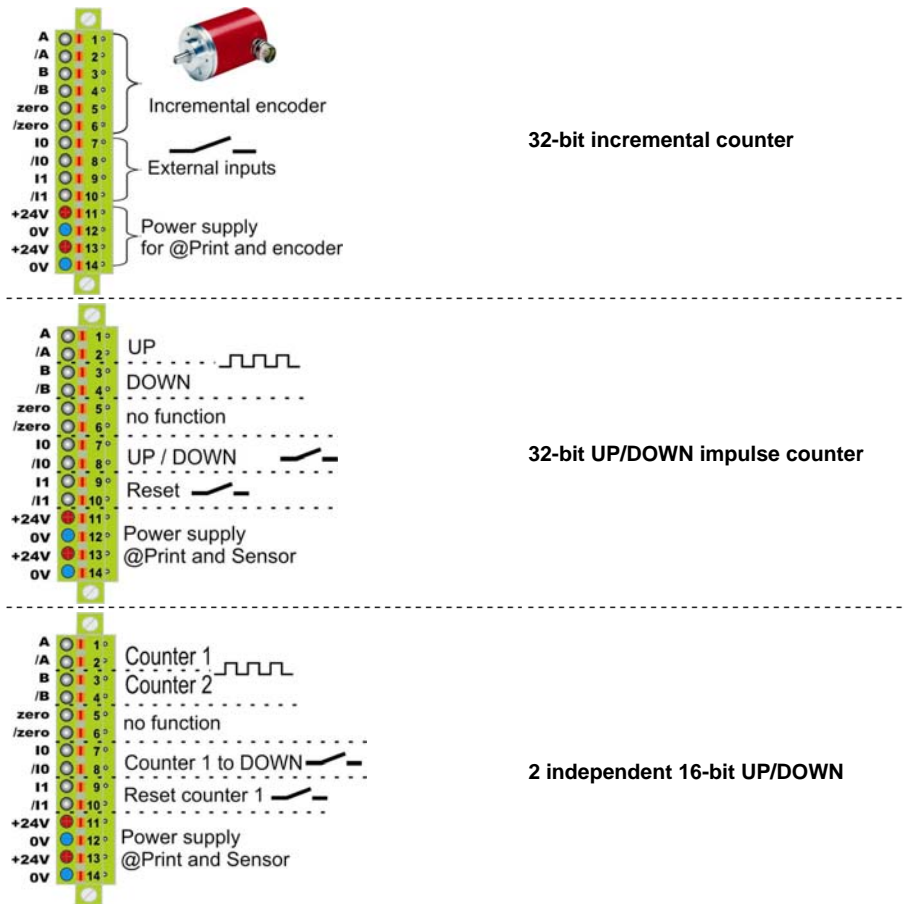 A 1
/A 2
B 3
/B 4
zero 5
/zero 6
Incremental encoder
I0 7
/I0 8
I1 9
/I1 10
External inputs
+24V 11
0V 12
+24V 13
0V 14
Power supply
for @Print and encoder
32-bit incremental counter
A 1
/A 2
UP
B 3
/B 4
DOWN
zero 5
/zero 6
no function
I0 7
/I0 8
UP / DOWN
I1 9
/I1 10
Reset
+24V 11
0V 12
+24V 13
0V 14
Power supply
@Print and Sensor
32-bit UP/DOWN impulse counter
A 1
/A 2
Counter 1
B 3
/B 4
Counter 2
zero 5
/zero 6
no function
I0 7
/I0 8
Counter 1 to DOWN
I1 9
/I1 10
Reset counter 1
+24V 11
0V 12
+24V 13
0V 14
Power supply
@Print and Sensor
2 independent 16-bit UP/DOWN